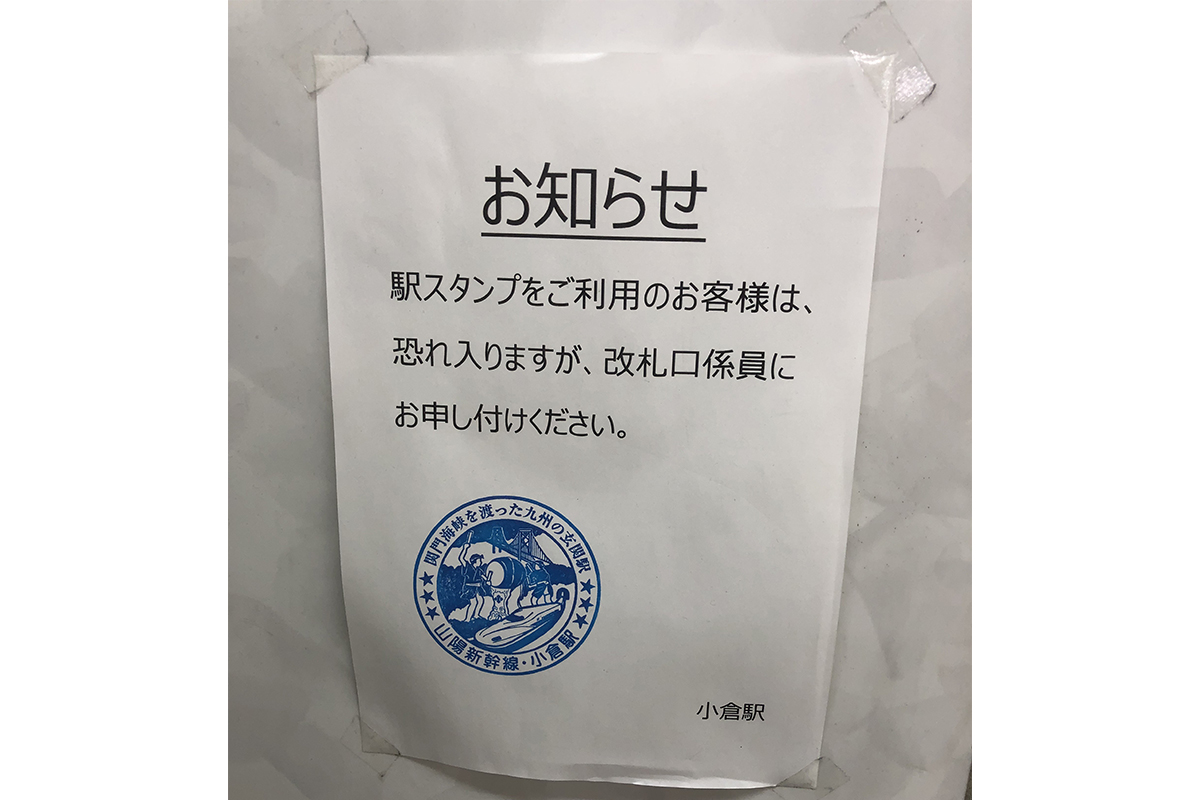 お知らせ
駅スタンプをご利用のお客様は、
恐れ入りますが、改札口係員に
お申し付けください。
関門海峡を渡った九州の玄関駅
山陽新幹線・小倉駅
小倉駅